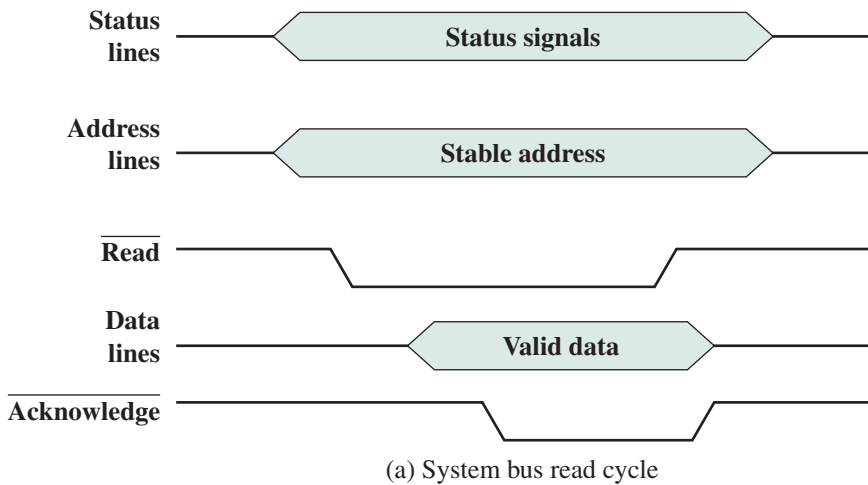 Status
lines
Status signals
Address
lines
Stable address
Read
Data
lines
Valid data
Acknowledge
(a) System bus read cycle